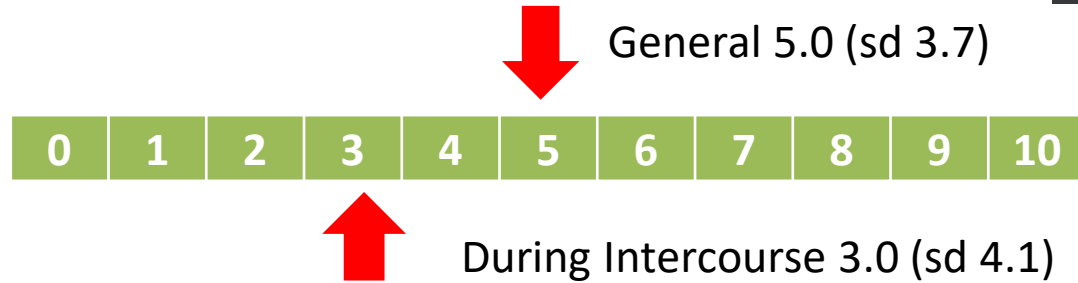 General 5.0 (sd 3.7)
0 1 2 3 4 5 6 7 8 9 10
During Intercourse 3.0 (sd 4.1)